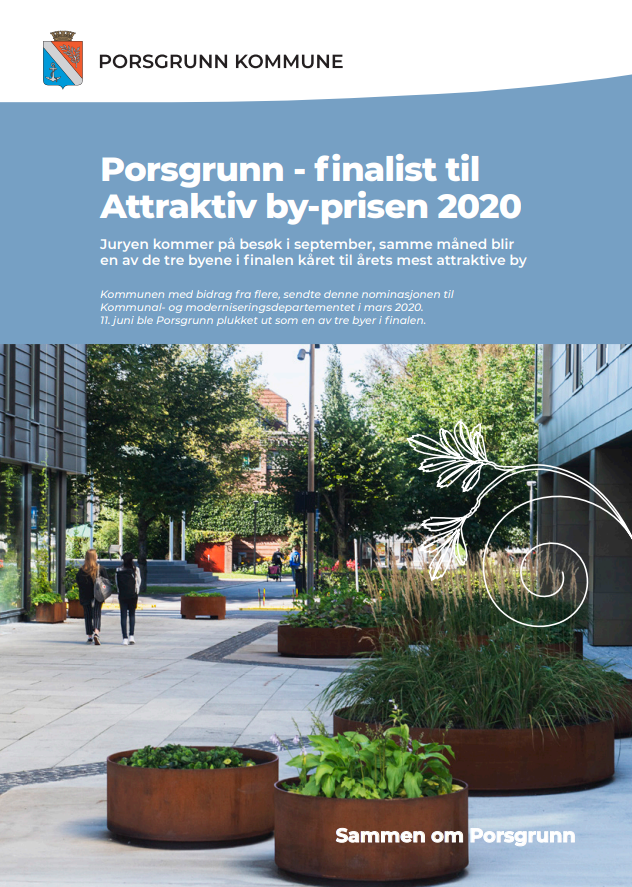 PORSGRUNN KOMMUNE
Porsgrunn - finalist til
Attraktiv by-prisen 2020
Juryen kommer på besøk i september, samme måned blir
en av de tre byene i finalen kåret til årets mest attraktive by
Kommunen med bidrag fra flere, sendte denne nominasjonen til
Kommunal- og moderniseringsdepartementet i mars 2020.
11. juni ble Porsgrunn plukket ut som en av tre byer i finalen.
Sammen om Porsgrunn